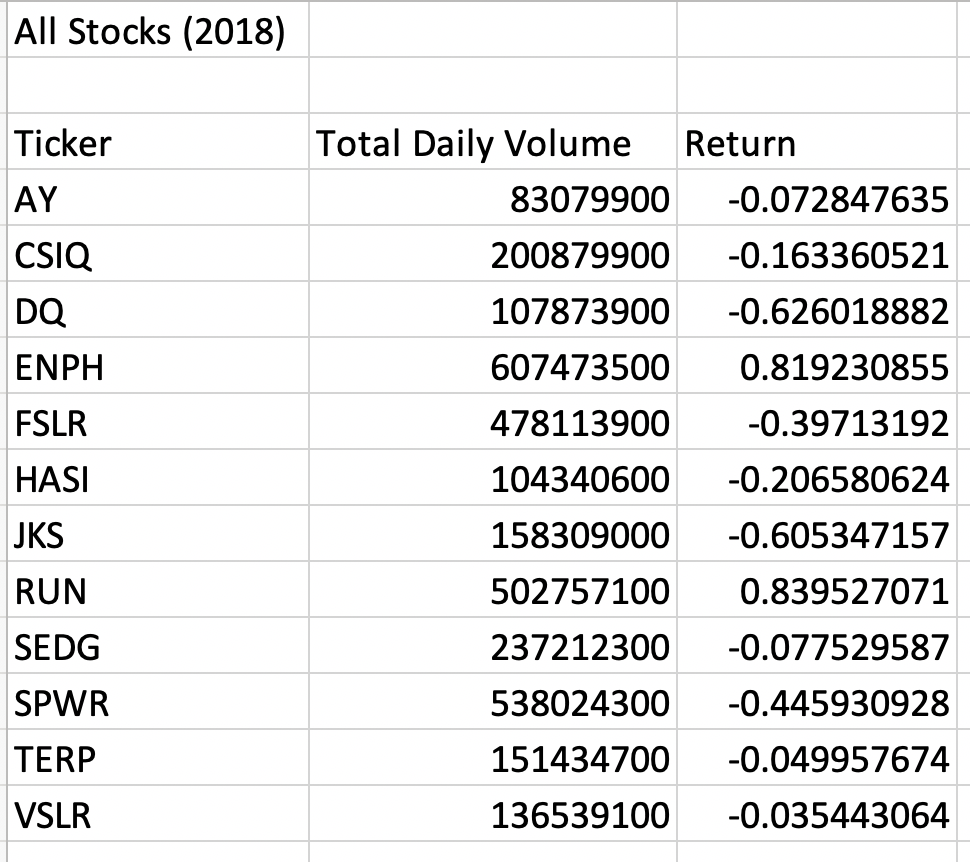 All Stocks (2018)
Ticker Total Daily Volume Return
AY 83079900 -0.072847635
CSIQ 200879900 -0.163360521
DQ 107873900 -0.626018882
ENPH 607473500 0.819230855
FSLR 478113900 -0.39713192
HASI 104340600 -0.206580624
JKS 158309000 -0.605347157
RUN 502757100 0.839527071
SEDG 237212300 -0.077529587
SPWR 538024300 -0.445930928
TERP 151434700 -0.049957674
VSLR 136539100 -0.035443064